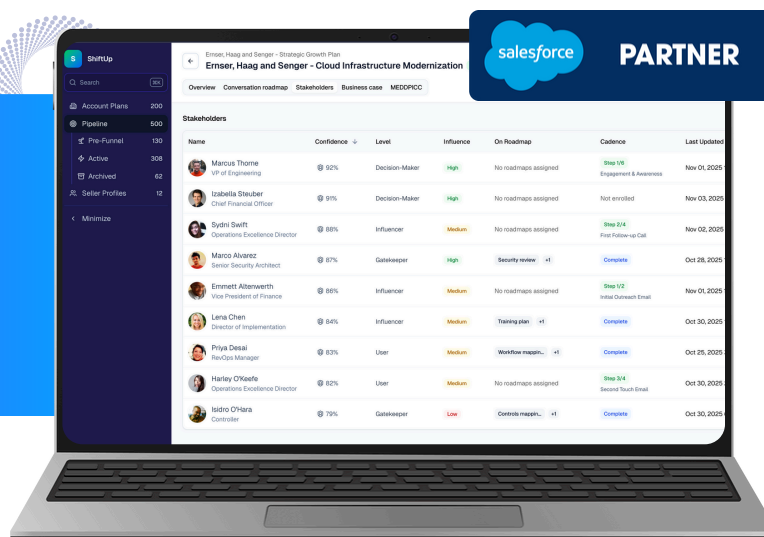 salesforce
PARTNER
S
ShiftUp
Search
⌘K
Account Plans 200
Pipeline 500
Pre-Funnel 130
Active 308
Archived 62
Seller Profiles 12
Minimize
Ernser, Haag and Senger - Strategic Growth Plan
Ernser, Haag and Senger - Cloud Infrastructure Modernization
Overview Conversation roadmap Stakeholders Business case MEDDPICC
Stakeholders
Name Confidence ↓ Level Influence On Roadmap Cadence Last Updated
Marcus Thorne
VP of Engineering
92% Decision-Maker High No roadmaps assigned
Step 1/6
Engagement & Awareness
Nov 01, 2025
Izabella Steuber
Chief Financial Officer
91% Decision-Maker High No roadmaps assigned Not enrolled Nov 03, 2025
Sydni Swift
Operations Excellence Director
88% Influencer Medium No roadmaps assigned
Step 2/4
First Follow-up Call
Nov 02, 2025
Marco Alvarez
Senior Security Architect
87% Gatekeeper High Security review +1 Complete Oct 28, 2025
Emmett Altenwerth
Vice President of Finance
86% Influencer Medium No roadmaps assigned
Step 1/2
Initial Outreach Email
Nov 01, 2025
Lena Chen
Director of Implementation
84% Influencer Medium Training plan +1 Complete Oct 30, 2025
Priya Desai
RevOps Manager
83% User Medium Workflow mappin... +1 Complete Oct 25, 2025
Harley O'Keefe
Operations Excellence Director
82% User Medium No roadmaps assigned
Step 3/4
Second Touch Email
Oct 30, 2025
Isidro O'Hara
Controller
79% Gatekeeper Low Controls mappin... +1 Complete Oct 30, 2025